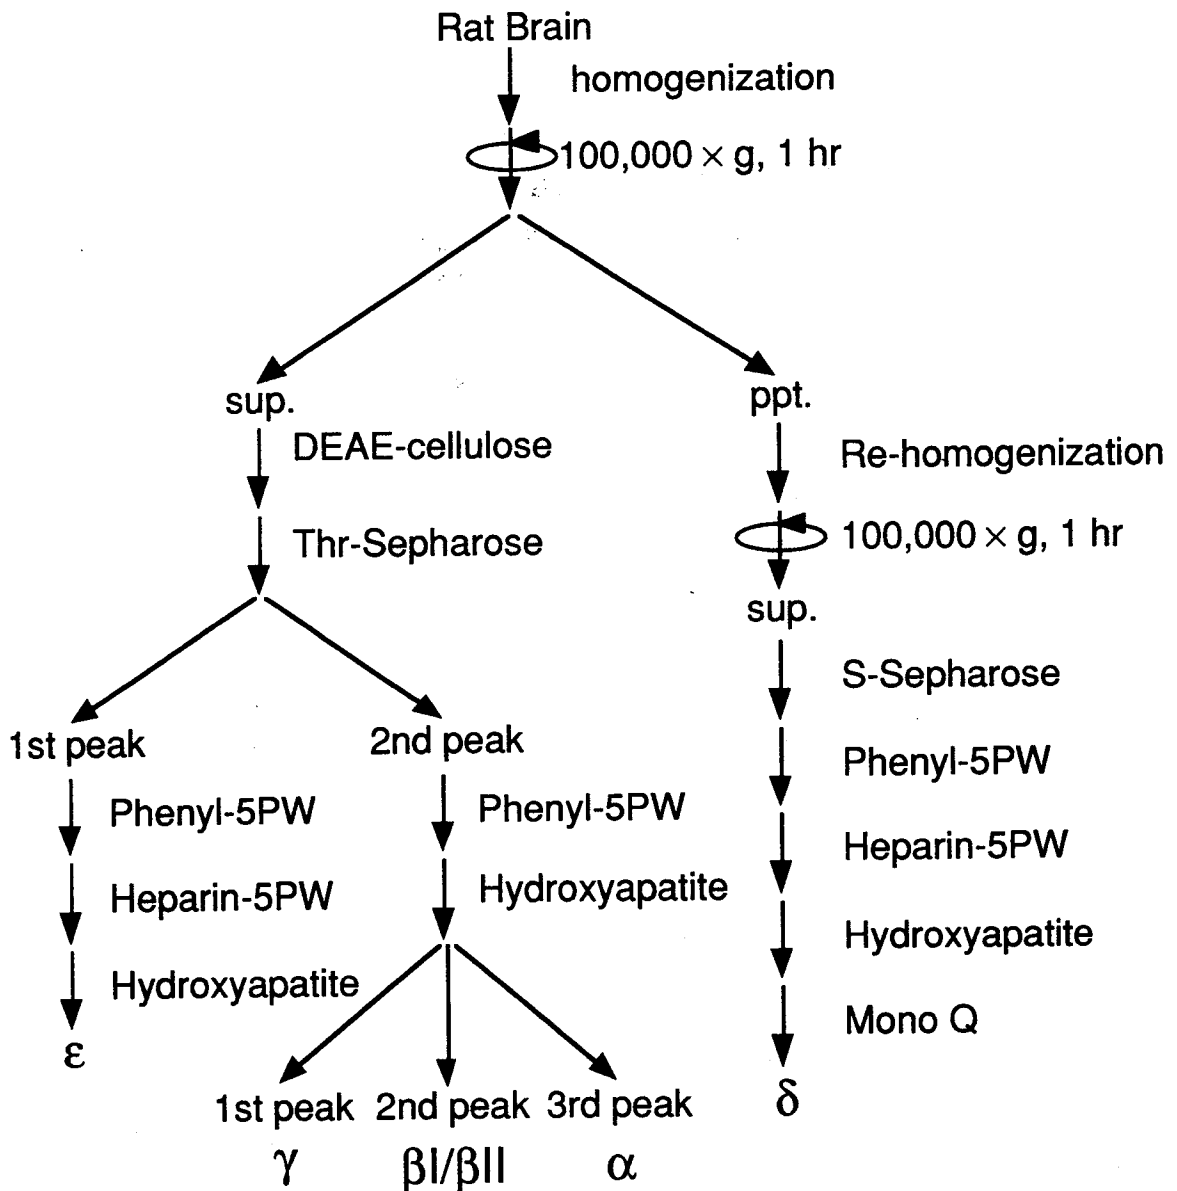 Rat Brain
homogenization
100,000 × g, 1 hr
sup.
DEAE-cellulose
Thr-Sepharose
1st peak
Phenyl-5PW
Heparin-5PW
Hydroxyapatite
ε
2nd peak
Phenyl-5PW
Hydroxyapatite
1st peak
γ
2nd peak
βI/βII
3rd peak
α
ppt.
Re-homogenization
100,000 × g, 1 hr
sup.
S-Sepharose
Phenyl-5PW
Heparin-5PW
Hydroxyapatite
Mono Q
δ